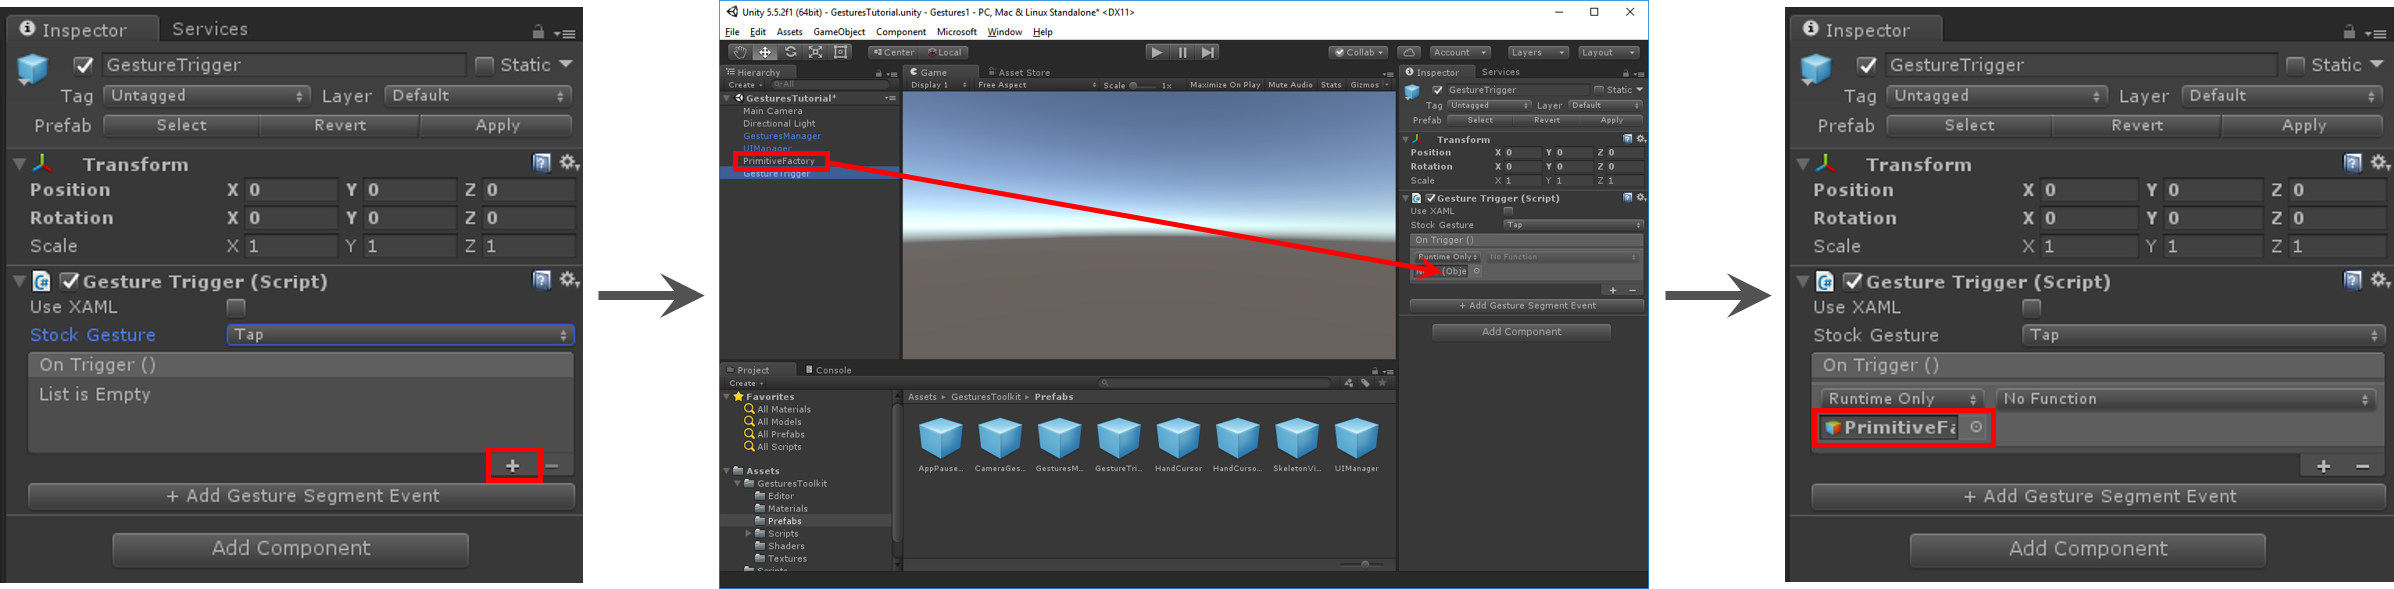 Inspector Services
GestureTrigger Static
Tag Untagged Layer Default
Prefab Select Revert Apply
Transform
Position X 0 Y 0 Z 0
Rotation X 0 Y 0 Z 0
Scale X 1 Y 1 Z 1
Gesture Trigger (Script)
Use XAML
Stock Gesture Tap
On Trigger ()
List is Empty
+ −
+ Add Gesture Segment Event
Add Component
Unity 5.5.2f1 (64bit) - GesturesTutorial.unity - Gestures1 - PC, Mac & Linux Standalone* <DX11>
File Edit Assets GameObject Component Microsoft Window Help
Center Local Collab Account Layers Layout
Hierarchy
Create All
GesturesTutorial*
Main Camera
Directional Light
GesturesManager
UIManager
PrimitiveFactory
GestureTrigger
Game Asset Store
Display 1 Free Aspect Scale 1x Maximize On Play Mute Audio Stats Gizmos
Inspector Services
GestureTrigger Static
Tag Untagged Layer Default
Prefab Select Revert Apply
Transform
Position X 0 Y 0 Z 0
Rotation X 0 Y 0 Z 0
Scale X 1 Y 1 Z 1
Gesture Trigger (Script)
Use XAML
Stock Gesture Tap
On Trigger ()
Runtime Only No Function
(Obje
+ −
+ Add Gesture Segment Event
Add Component
Project Console
Create
Favorites
All Materials
All Models
All Prefabs
All Scripts
Assets
GesturesToolkit
Editor
Materials
Prefabs
Scripts
Shaders
Textures
Assets GesturesToolkit Prefabs
AppPause... CameraGes... GesturesM... GestureTri... HandCursor HandCurso... SkeletonVi... UIManager
Inspector
GestureTrigger Static
Tag Untagged Layer Default
Prefab Select Revert Apply
Transform
Position X 0 Y 0 Z 0
Rotation X 0 Y 0 Z 0
Scale X 1 Y 1 Z 1
Gesture Trigger (Script)
Use XAML
Stock Gesture Tap
On Trigger ()
Runtime Only No Function
PrimitiveFa
+ −
+ Add Gesture Segment Event
Add Component